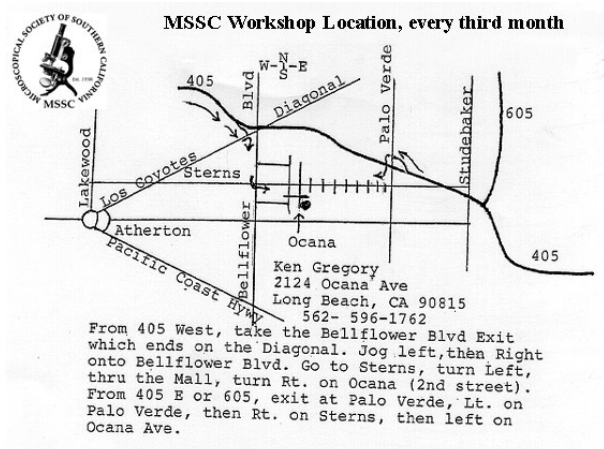 MSSC Workshop Location, every third month
MICROSCOPICAL SOCIETY OF SOUTHERN CALIFORNIA
MSSC
N
W-+-E
S
405
Blvd
Diagonal
Palo Verde
Studebaker
605
Lakewood
Los Coyotes
Sterns
Atherton
Bellflower
Ocana
405
Pacific Coast Hywy
Ken Gregory
2124 Ocana Ave
Long Beach, CA 90815
562- 596-1762
From 405 West, take the Bellflower Blvd Exit
which ends on the Diagonal. Jog left,then Right
onto Bellflower Blvd. Go to Sterns, turn Left,
thru the Mall, turn Rt. on Ocana (2nd street).
From 405 E or 605, exit at Palo Verde, Lt. on
Palo Verde, then Rt. on Sterns, then left on
Ocana Ave.